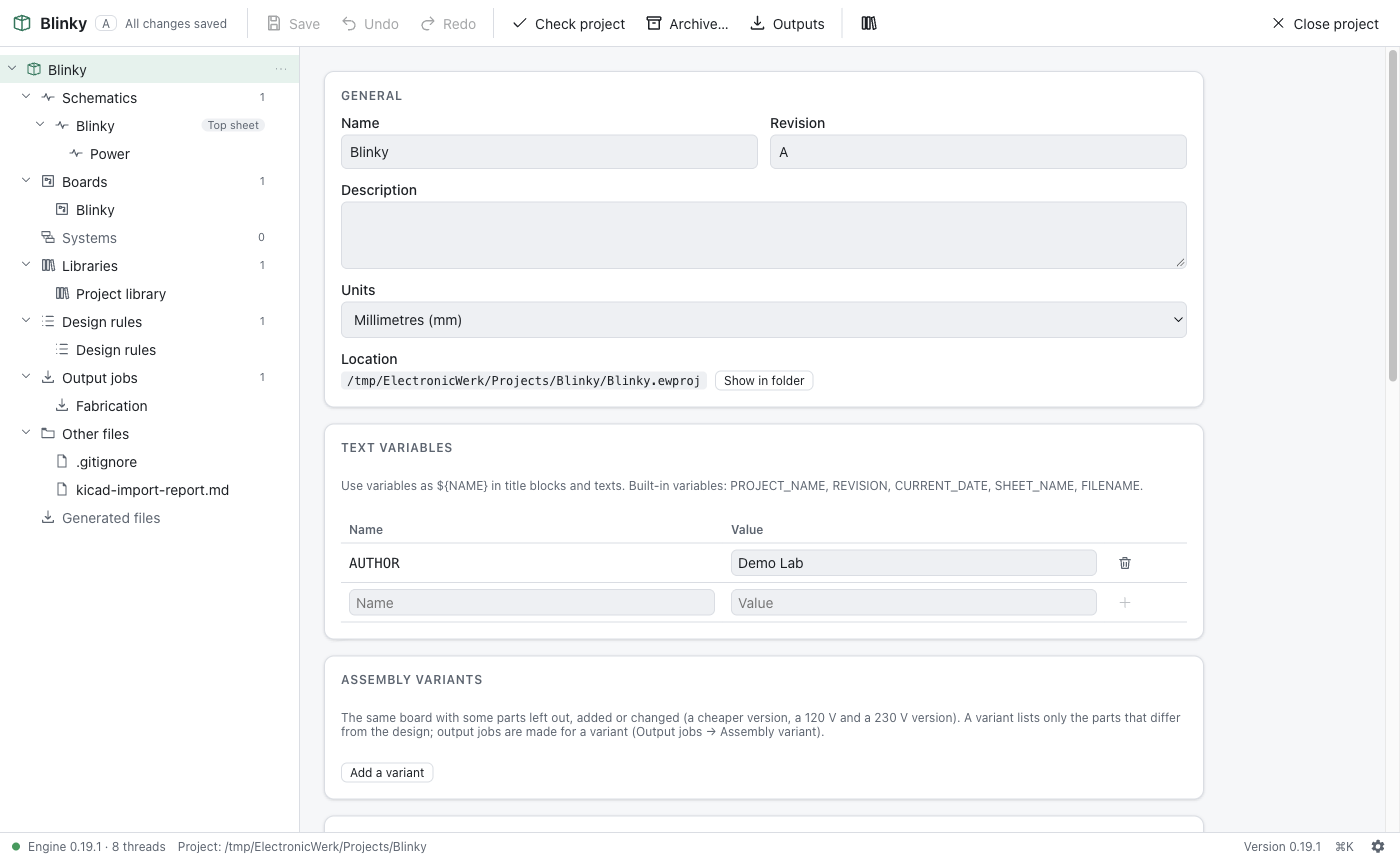 Blinky A All changes saved Save Undo Redo Check project Archive... Outputs Close project
Blinky ...
Schematics 1
Blinky Top sheet
Power
Boards 1
Blinky
Systems 0
Libraries 1
Project library
Design rules 1
Design rules
Output jobs 1
Fabrication
Other files
.gitignore
kicad-import-report.md
Generated files
GENERAL
Name Revision
Blinky A
Description
Units
Millimetres (mm)
Location
/tmp/ElectronicWerk/Projects/Blinky/Blinky.ewproj Show in folder
TEXT VARIABLES
Use variables as ${NAME} in title blocks and texts. Built-in variables: PROJECT_NAME, REVISION, CURRENT_DATE, SHEET_NAME, FILENAME.
Name Value
AUTHOR Demo Lab
Name Value
ASSEMBLY VARIANTS
The same board with some parts left out, added or changed (a cheaper version, a 120 V and a 230 V version). A variant lists only the parts that differ
from the design; output jobs are made for a variant (Output jobs → Assembly variant).
Add a variant
Engine 0.19.1 · 8 threads Project: /tmp/ElectronicWerk/Projects/Blinky Version 0.19.1 ⌘K